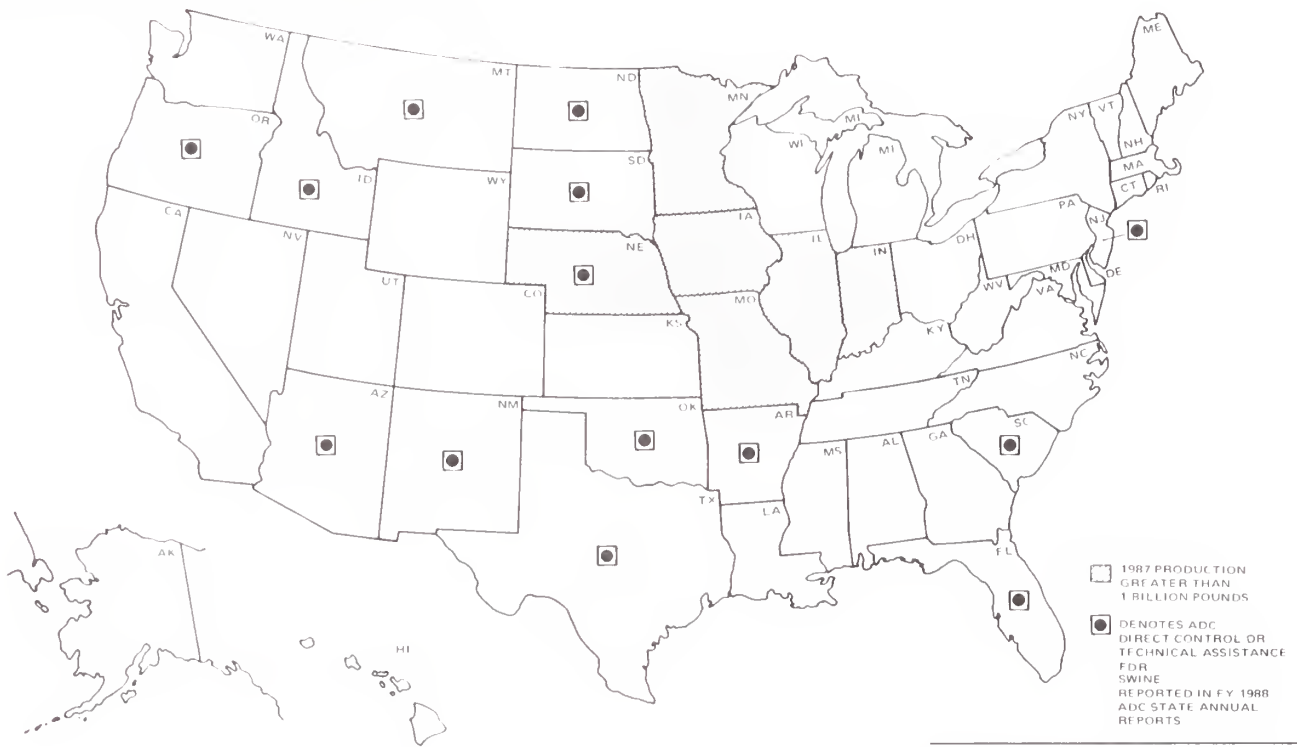 WA
MT
ND
MN
ME
OR
ID
WY
SD
WI
MI
MI
NY
VT
NH
MA
CT
RI
CA
NV
UT
CO
NE
IA
IL
IN
OH
PA
NJ
MD
DE
WV
VA
KS
MO
KY
NC
AZ
NM
OK
AR
TN
SC
TX
LA
MS
AL
GA
FL
AK
HI
1987 PRODUCTION
GREATER THAN
1 BILLION POUNDS
DENOTES ADC
DIRECT CONTROL OR
TECHNICAL ASSISTANCE
FOR
SWINE
REPORTED IN FY 1988
ADC STATE ANNUAL
REPORTS